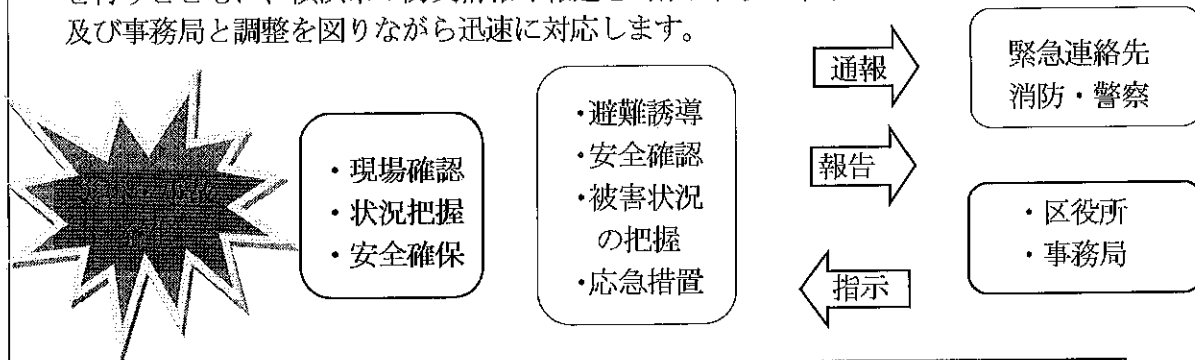 及び事務局と調整を図りながら迅速に対応します。
・現場確認
・状況把握
・安全確保
・避難誘導
・安全確認
・被害状況
の把握
・応急措置
通報
報告
指示
緊急連絡先
消防・警察
・区役所
・事務局